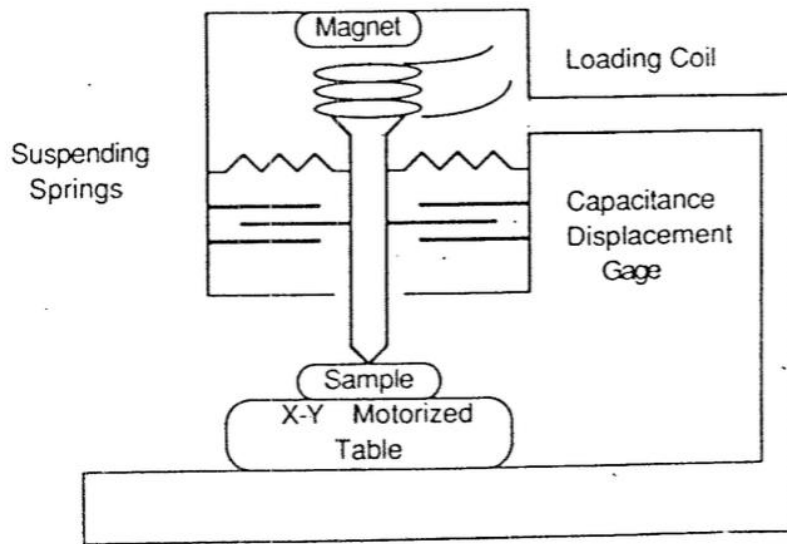 Magnet
Loading Coil
Suspending
Springs
Capacitance
Displacement
Gage
Sample
X-Y Motorized
Table